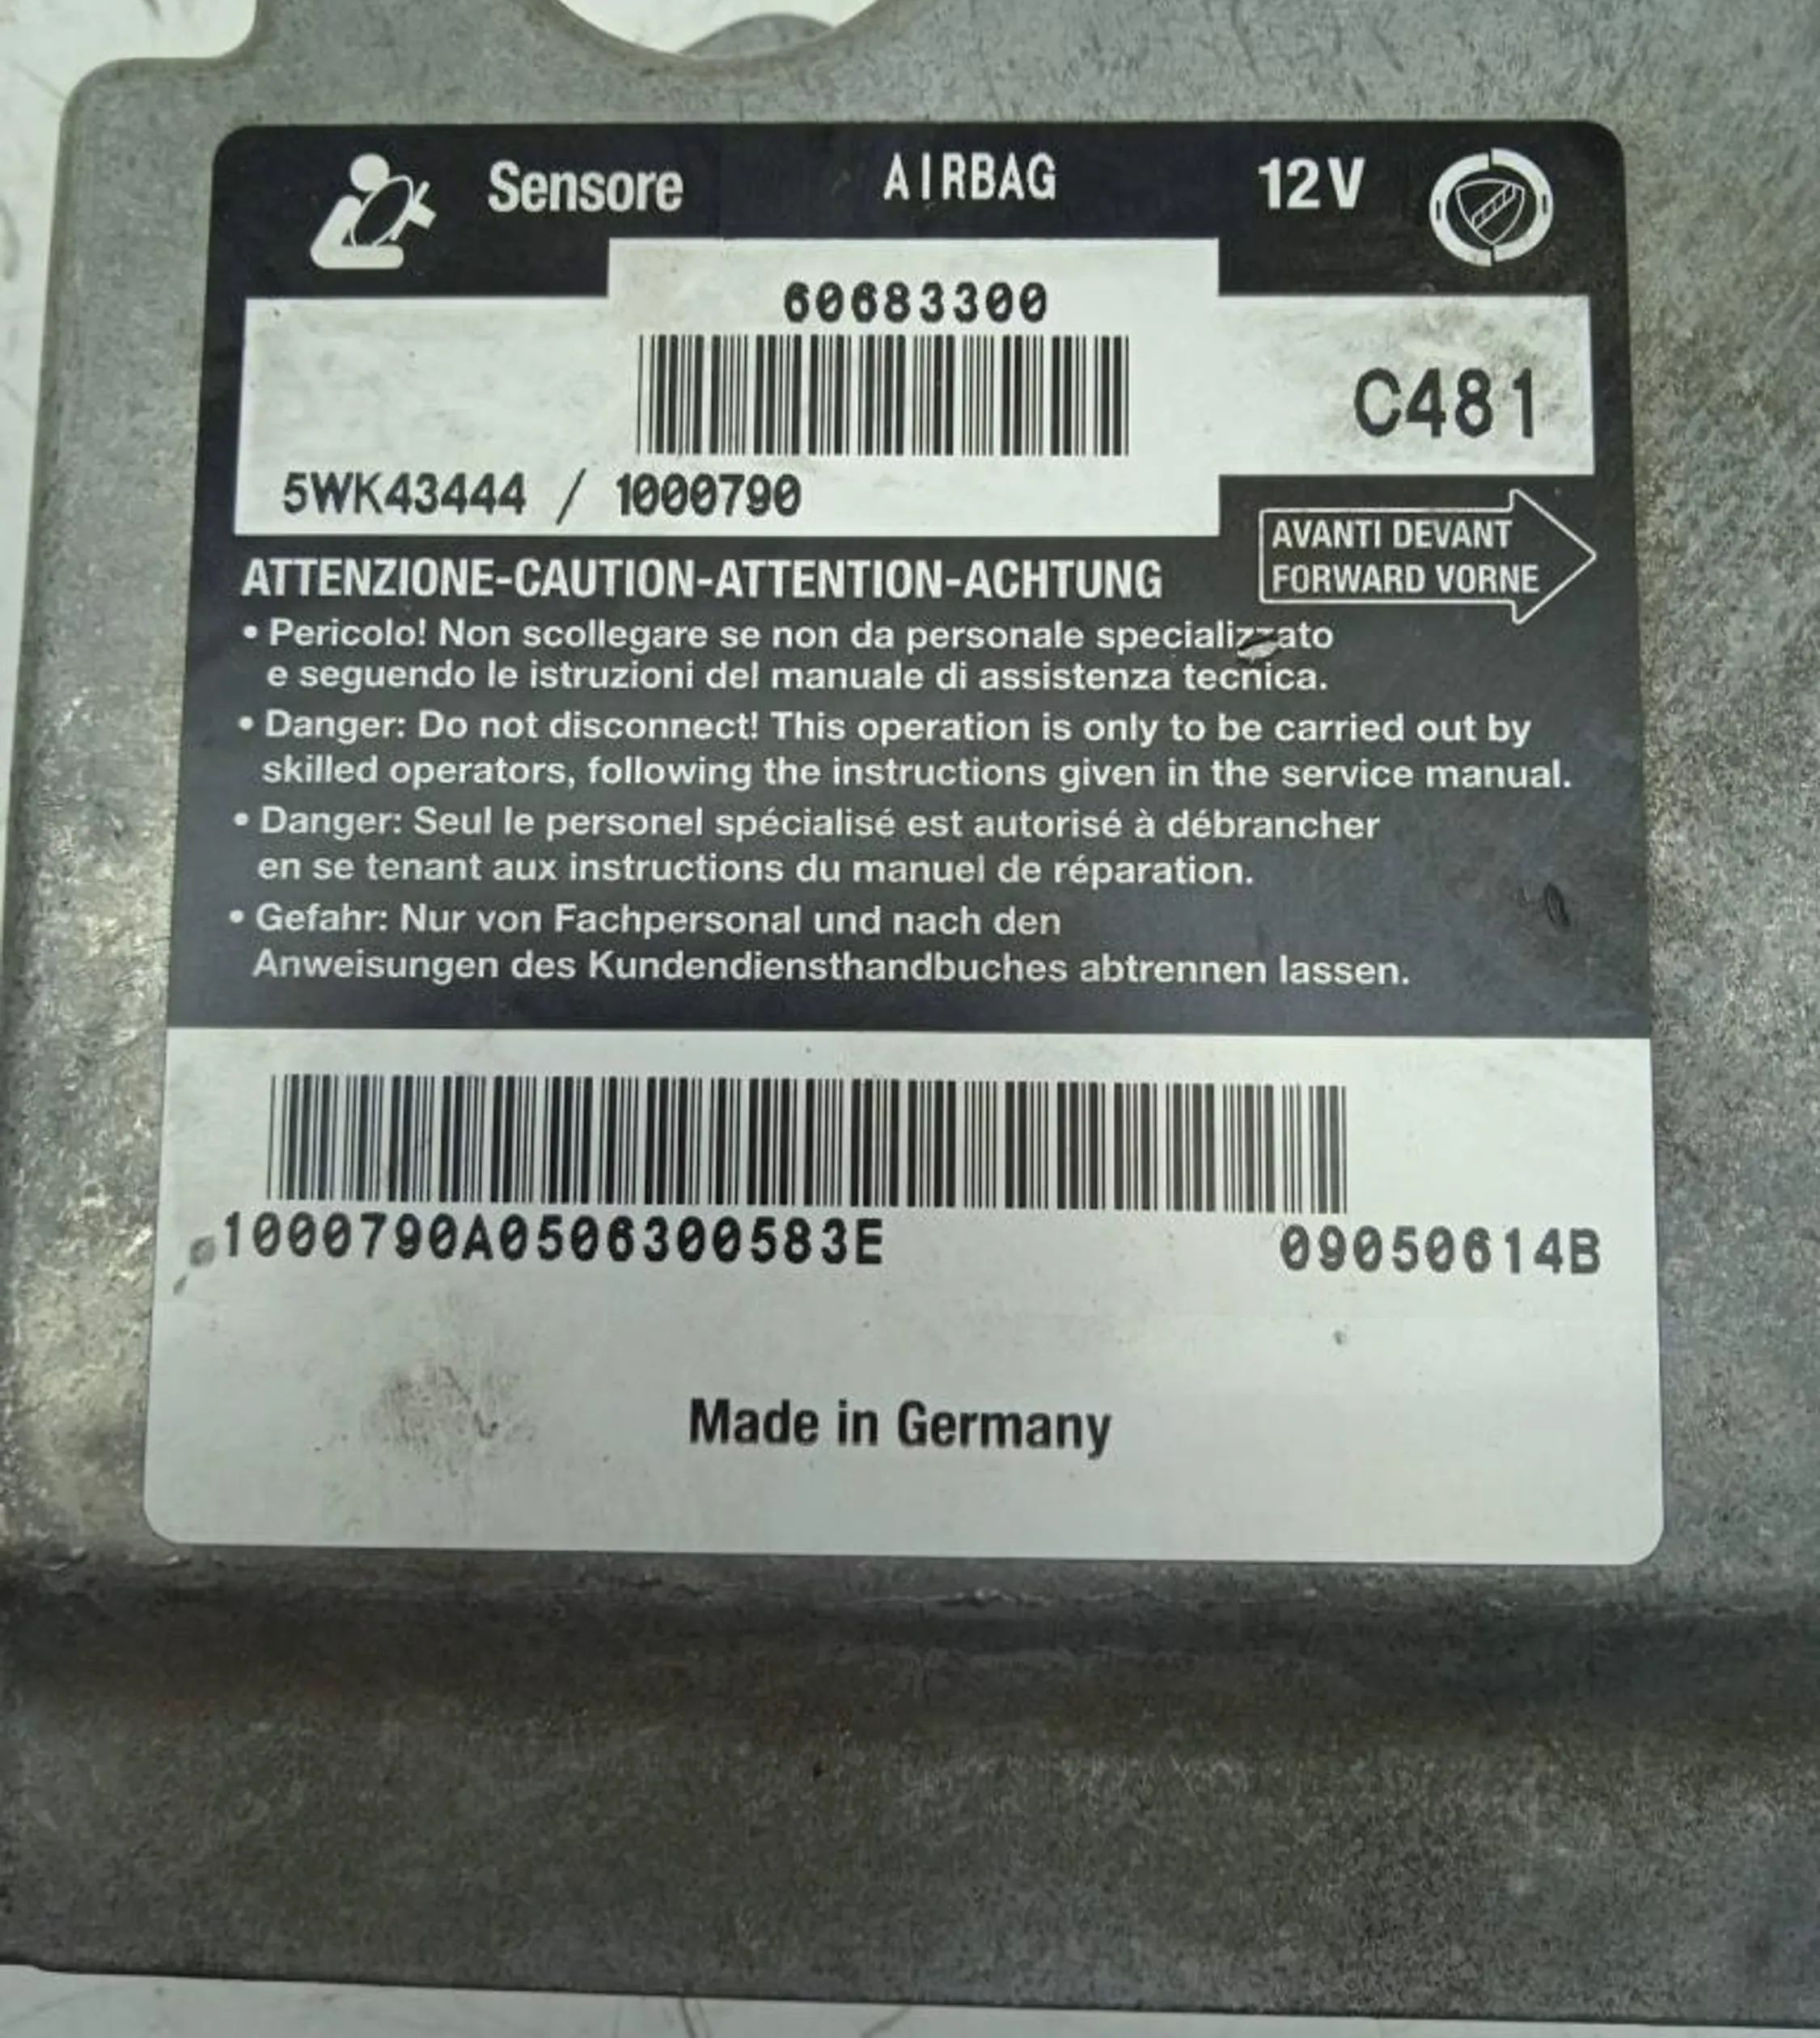 Sensore AIRBAG 12V
60683300
C481
5WK43444 / 1000790
AVANTI DEVANT
FORWARD VORNE
ATTENZIONE-CAUTION-ATTENTION-ACHTUNG
• Pericolo! Non scollegare se non da personale specializzato
e seguendo le istruzioni del manuale di assistenza tecnica.
• Danger: Do not disconnect! This operation is only to be carried out by
skilled operators, following the instructions given in the service manual.
• Danger: Seul le personel spécialisé est autorisé à débrancher
en se tenant aux instructions du manuel de réparation.
• Gefahr: Nur von Fachpersonal und nach den
Anweisungen des Kundendiensthandbuches abtrennen lassen.
1000790A0506300583E 09050614B
Made in Germany